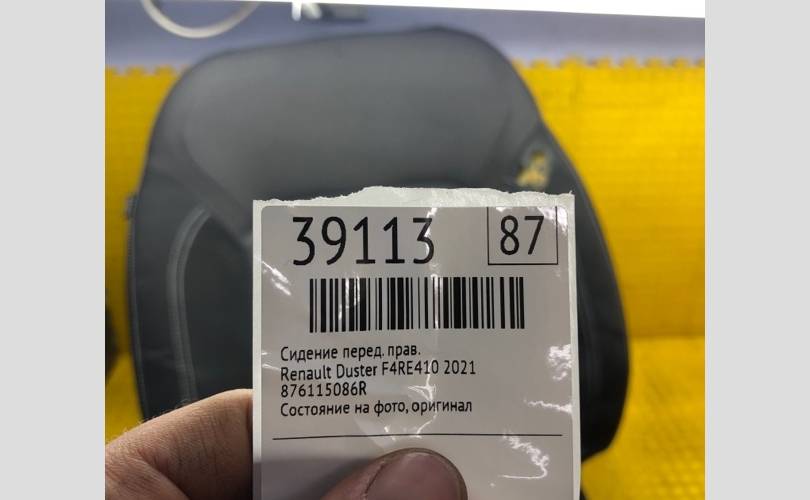 39113 87
Сидение перед. прав.
Renault Duster F4RE410 2021
876115086R
Состояние на фото, оригинал